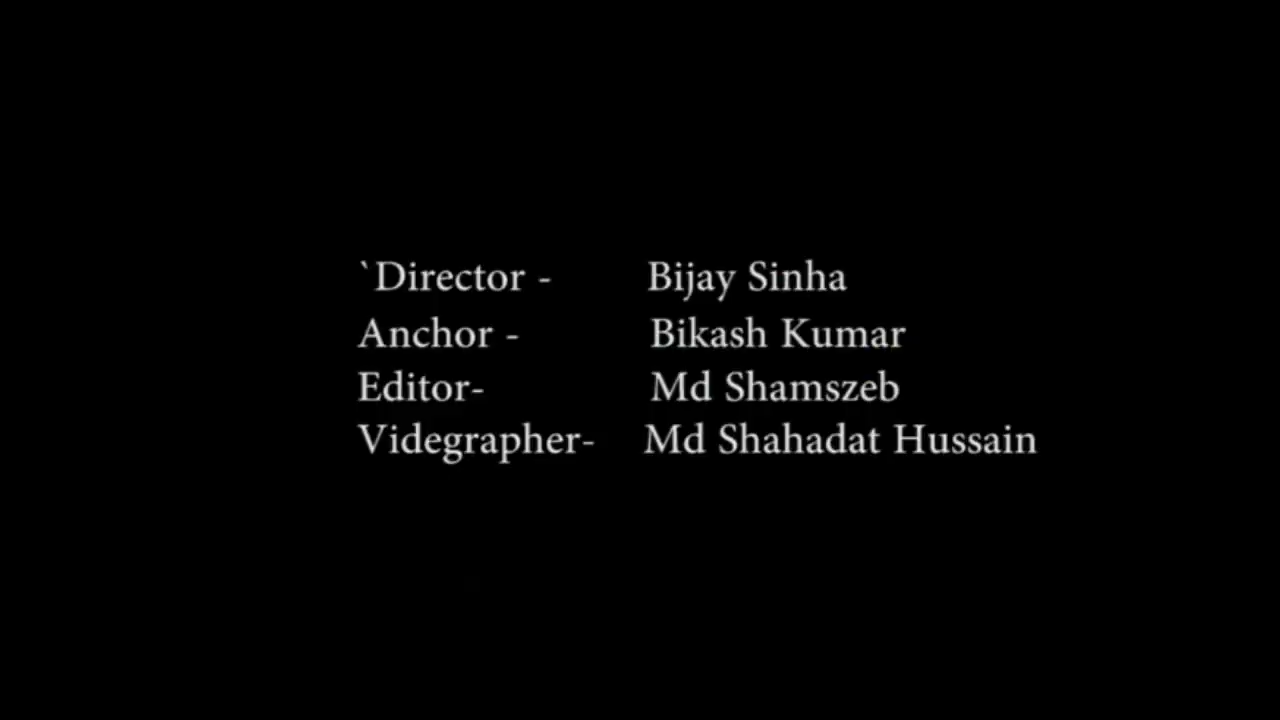 `Director - Bijay Sinha
Anchor - Bikash Kumar
Editor- Md Shamszeb
Videgrapher- Md Shahadat Hussain